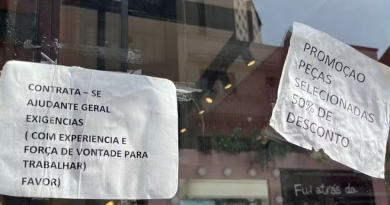 CONTRATA – SE
AJUDANTE GERAL
EXIGENCIAS
( COM EXPERIENCIA E
FORÇA DE VONTADE PARA
TRABALHAR)
FAVOR)
PROMOÇAO
PEÇAS
SELECIONADAS
50% DE
DESCONTO
Fui atrás da